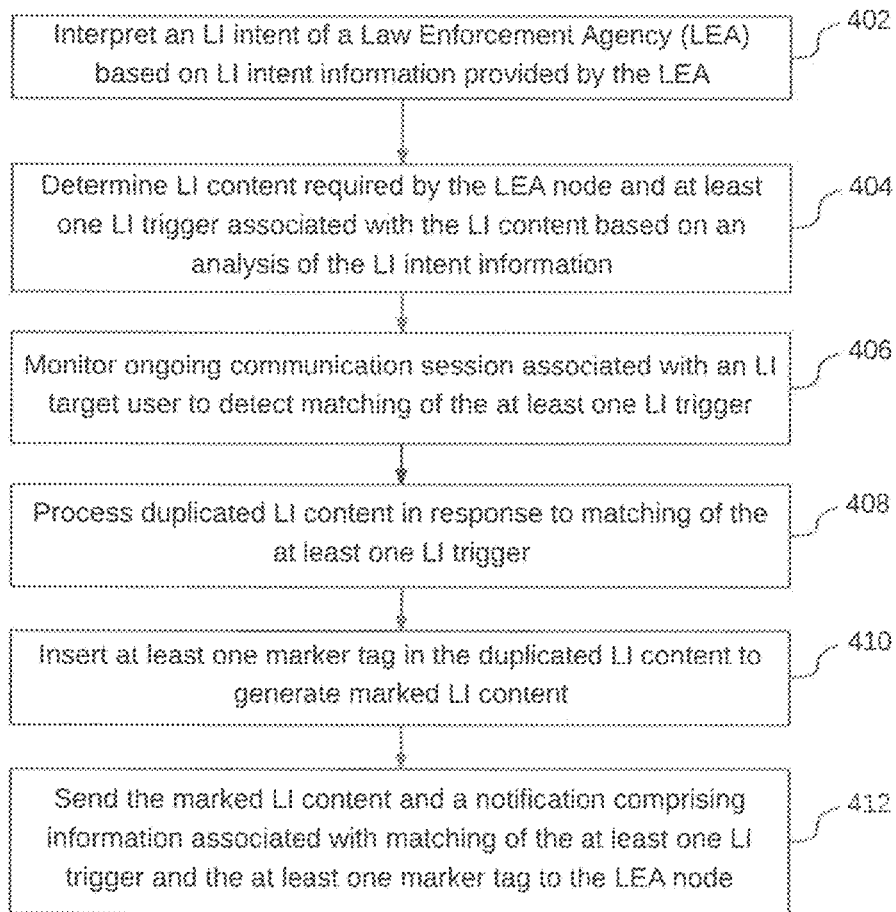 Interpret an LI intent of a Law Enforcement Agency (LEA)
based on LI intent information provided by the LEA
402
Determine LI content required by the LEA node and at least
one LI trigger associated with the LI content based on an
analysis of the LI intent information
404
Monitor ongoing communication session associated with an LI
target user to detect matching of the at least one LI trigger
406
Process duplicated LI content in response to matching of the
at least one LI trigger
408
Insert at least one marker tag in the duplicated LI content to
generate marked LI content
410
Send the marked LI content and a notification comprising
information associated with matching of the at least one LI
trigger and the at least one marker tag to the LEA node
412